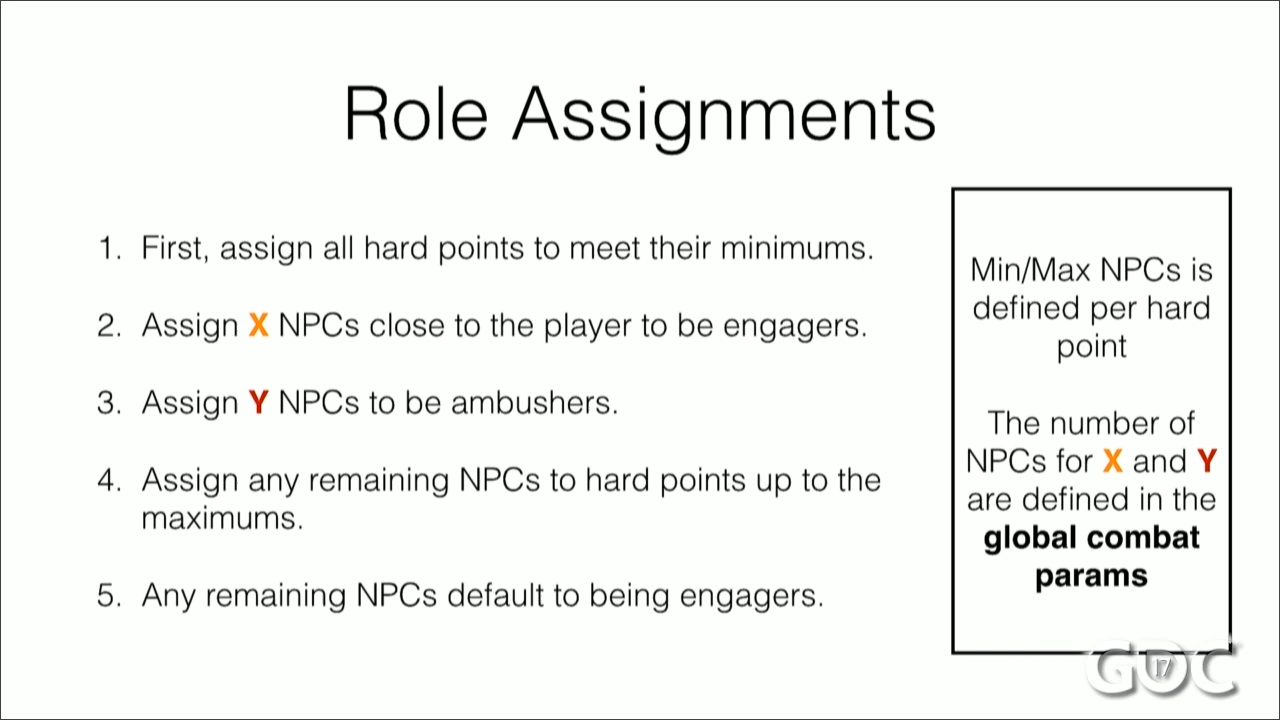 Role Assignments
1. First, assign all hard points to meet their minimums.
2. Assign X NPCs close to the player to be engagers.
3. Assign Y NPCs to be ambushers.
4. Assign any remaining NPCs to hard points up to the
maximums.
5. Any remaining NPCs default to being engagers.
Min/Max NPCs is
defined per hard
point
The number of
NPCs for X and Y
are defined in the
global combat
params
GDC
17